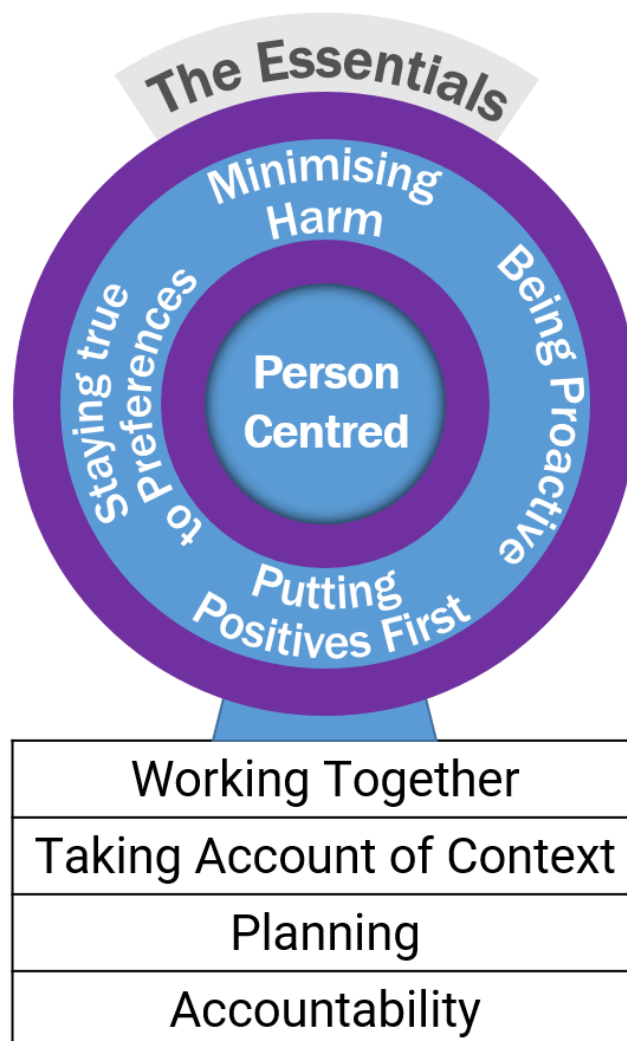 The Essentials
Minimising
Harm
Being Proactive
Putting
Positives First
Staying true
to Preferences
Person
Centred
Working Together
Taking Account of Context
Planning
Accountability